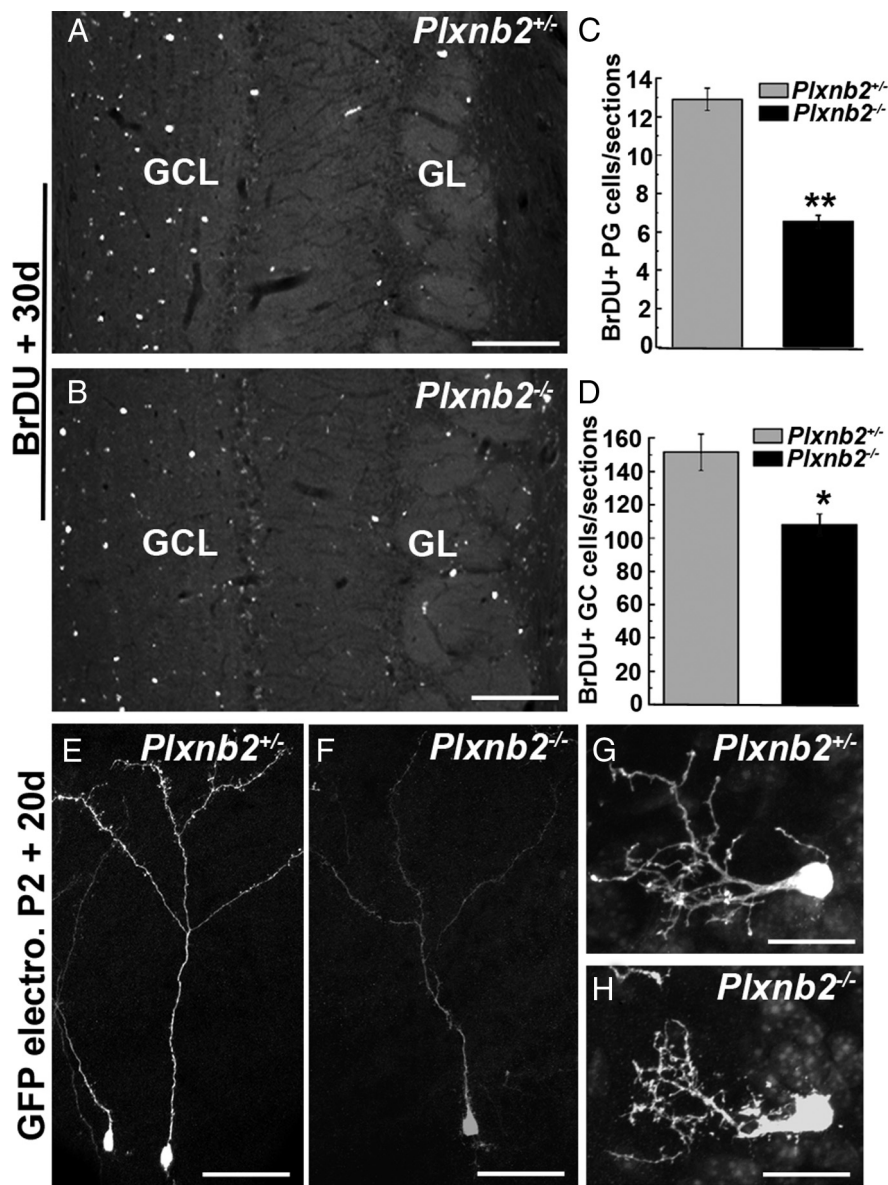 A
Plxnb2+/-
GCL
GL
B
Plxnb2-/-
GCL
GL
BrDU + 30d
C
14
12
10
8
6
4
2
0
BrDU+ PG cells/sections
Plxnb2+/-
Plxnb2-/-
**
D
160
140
120
100
80
60
40
20
0
BrDU+ GC cells/sections
Plxnb2+/-
Plxnb2-/-
*
GFP electro. P2 + 20d
E
Plxnb2+/-
F
Plxnb2-/-
G
Plxnb2+/-
H
Plxnb2-/-